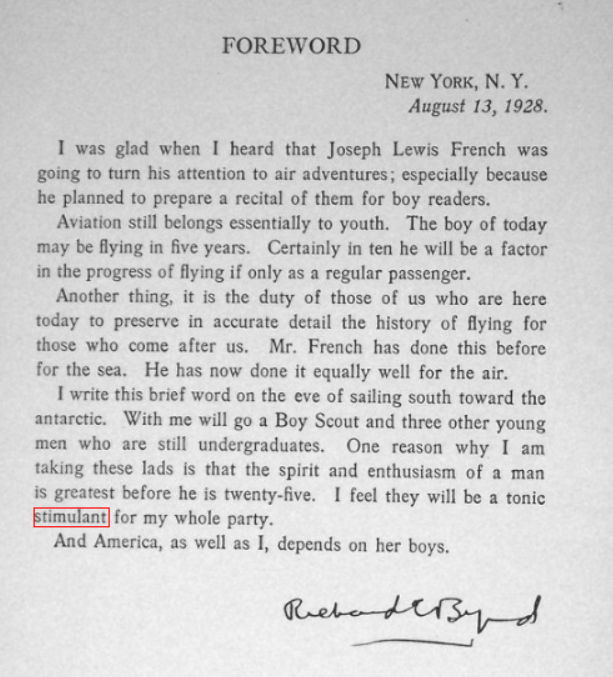 FOREWORD
NEW YORK, N. Y.
August 13, 1928.
I was glad when I heard that Joseph Lewis French was
going to turn his attention to air adventures; especially because
he planned to prepare a recital of them for boy readers.
Aviation still belongs essentially to youth. The boy of today
may be flying in five years. Certainly in ten he will be a factor
in the progress of flying if only as a regular passenger.
Another thing, it is the duty of those of us who are here
today to preserve in accurate detail the history of flying for
those who come after us. Mr. French has done this before
for the sea. He has now done it equally well for the air.
I write this brief word on the eve of sailing south toward the
antarctic. With me will go a Boy Scout and three other young
men who are still undergraduates. One reason why I am
taking these lads is that the spirit and enthusiasm of a man
is greatest before he is twenty-five. I feel they will be a tonic
stimulant for my whole party.
And America, as well as I, depends on her boys.
Richard E Byrd